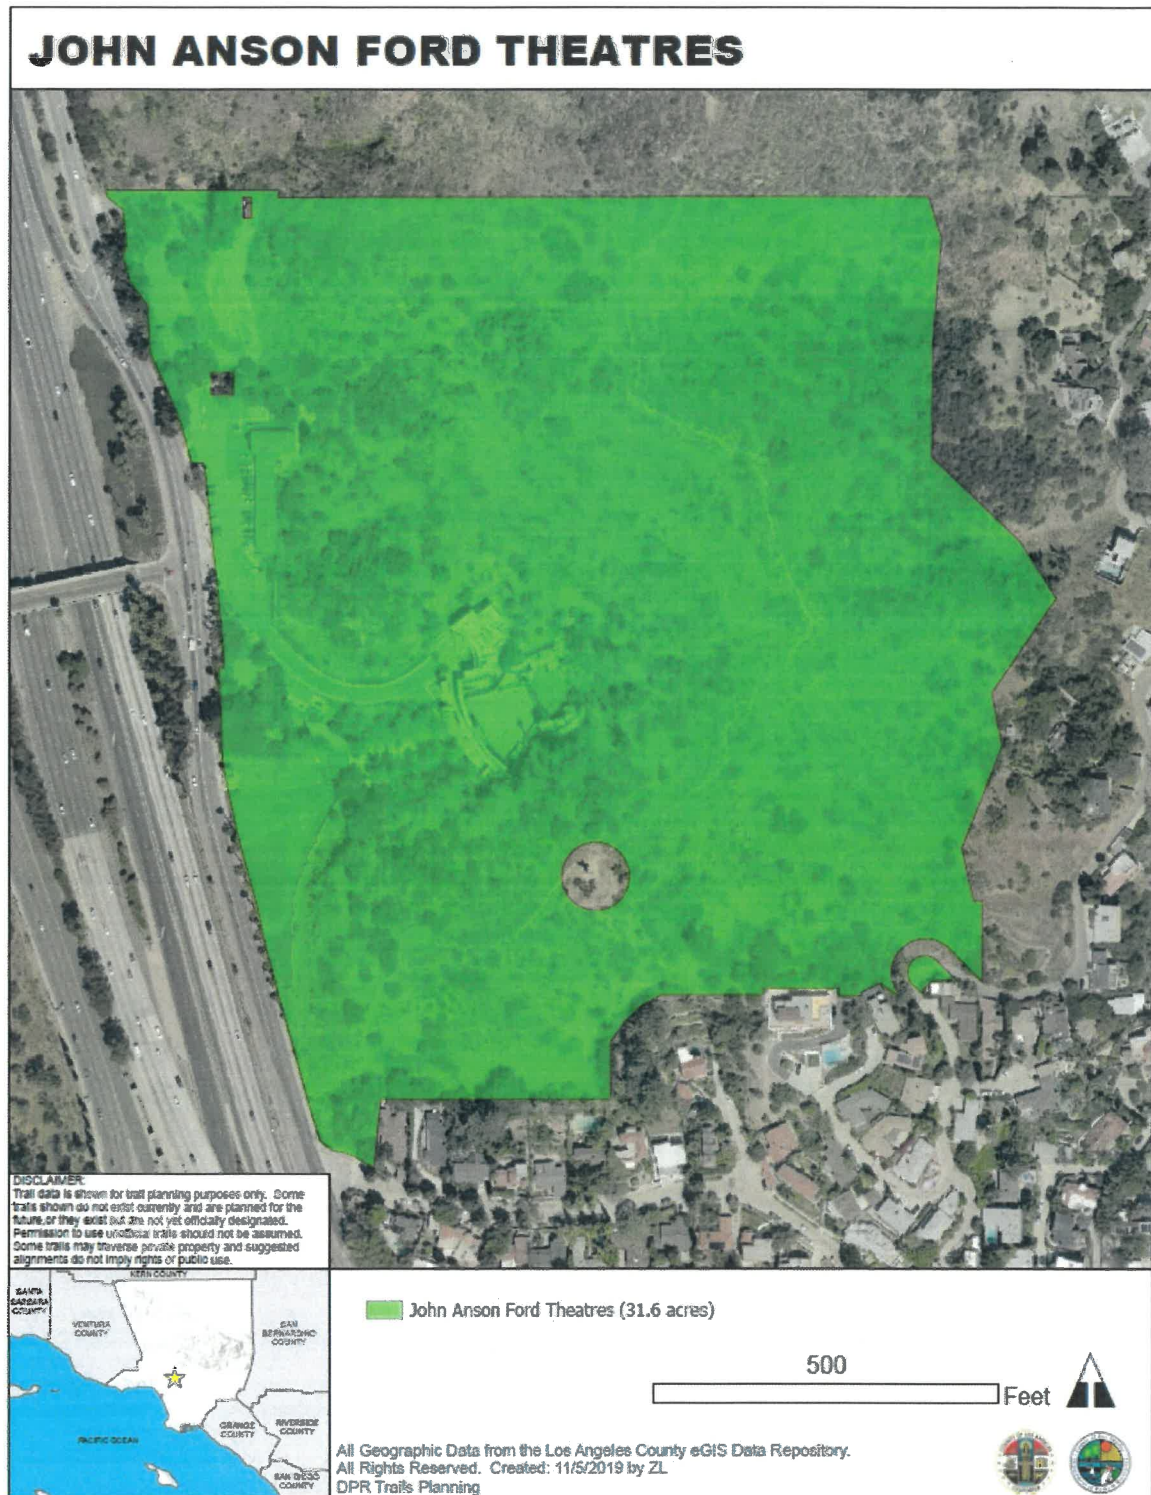 JOHN ANSON FORD THEATRES
DISCLAIMER:
Trail data is shown for trail planning purposes only. Some
trails shown do not exist currently and are planned for the
future, or they exist but are not yet officially designated.
Permission to use unofficial trails should not be assumed.
Some trails may traverse private property and suggested
alignments do not imply rights of public use.
KERN COUNTY
SANTA
BARBARA
COUNTY
VENTURA
COUNTY
SAN
BERNARDINO
COUNTY
ORANGE
COUNTY
RIVERSIDE
COUNTY
PACIFIC OCEAN
SAN DIEGO
COUNTY
John Anson Ford Theatres (31.6 acres)
500
Feet
All Geographic Data from the Los Angeles County eGIS Data Repository.
All Rights Reserved. Created: 11/5/2019 by ZL
DPR Trails Planning